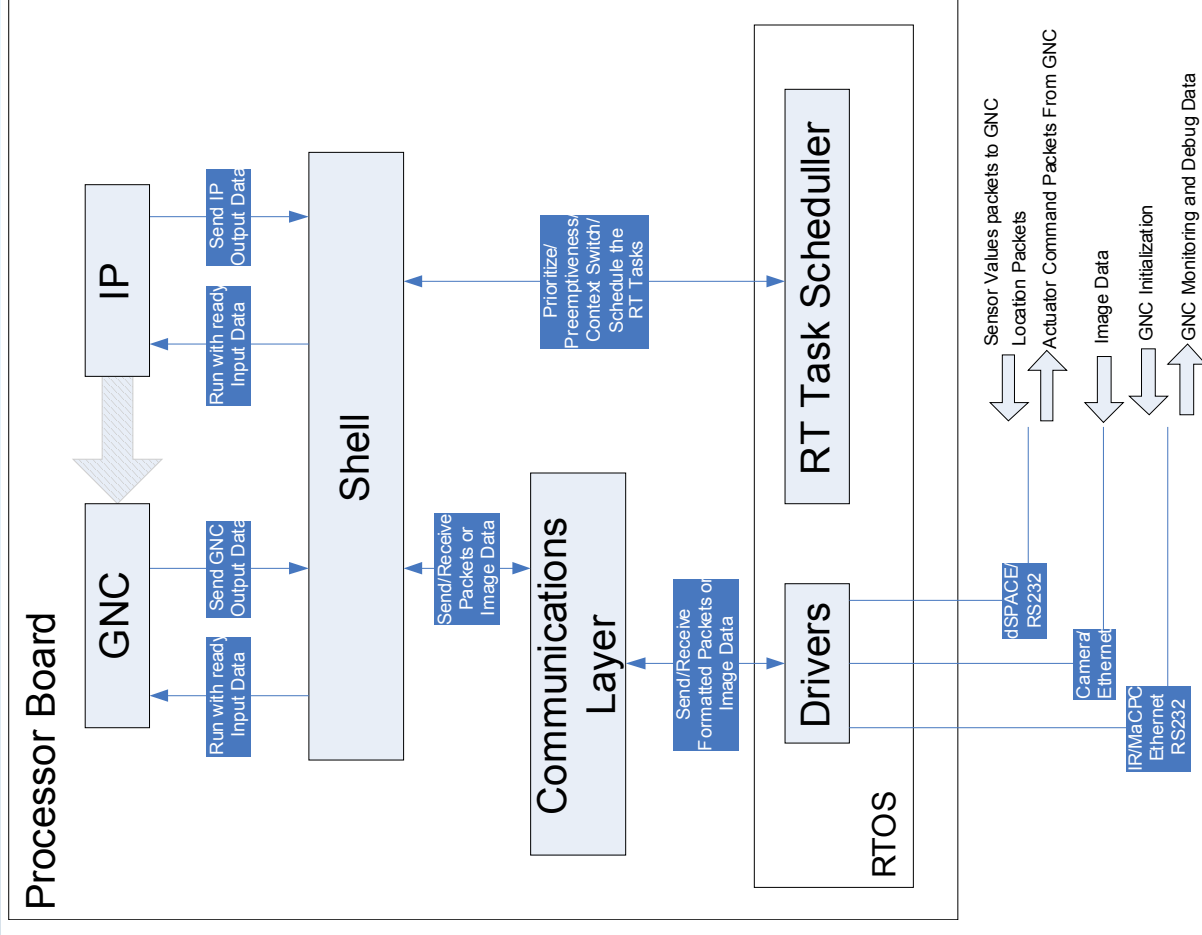 Processor Board
GNC
IP
Run with ready
Input Data
Send GNC
Output Data
Run with ready
Input Data
Send IP
Output Data
Shell
Send/Receive
Packets or
Image Data
Prioritize/
Preemptiveness/
Context Switch/
Schedule the
RT Tasks
Communications
Layer
Send/Receive
Formatted Packets or
Image Data
Drivers
RT Task Scheduller
RTOS
dSPACE/
RS232
Camera/
Ethernet
IR/MaCPC
Ethernet
RS232
Sensor Values packets to GNC
Location Packets
Actuator Command Packets From GNC
Image Data
GNC Initialization
GNC Monitoring and Debug Data